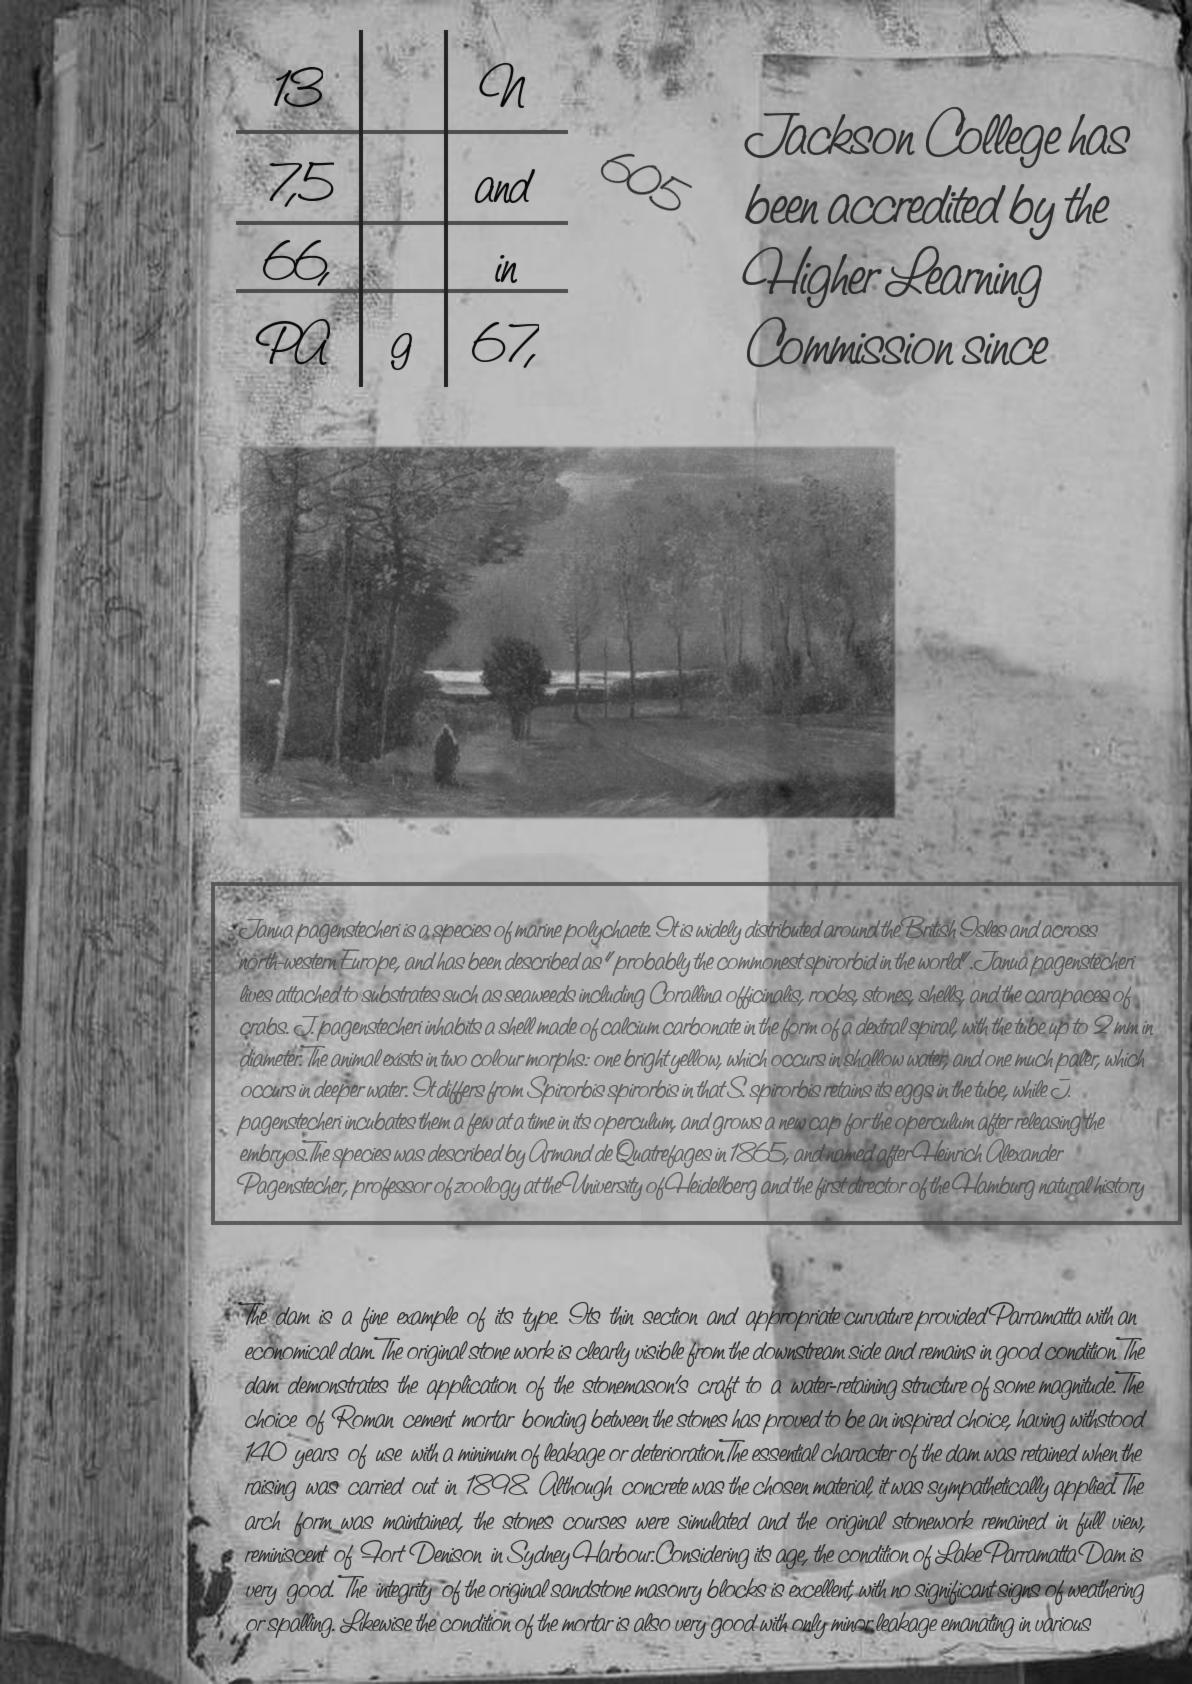 13 N
7,5 and
66, in
PA g 67,
605
Jackson College has
been accredited by the
Higher Learning
Commission since
Janua pagenstecheri is a species of marine polychaete. It is widely distributed around the British Isles and across
north-western Europe, and has been described as " probably the commonest spirorbid in the world". Janua pagenstecheri
lives attached to substrates such as seaweeds including Corallina officinalis, rocks, stones, shells, and the carapaces of
crabs. J. pagenstecheri inhabits a shell made of calcium carbonate in the form of a dextral spiral, with the tube up to 2 mm in
diameter. The animal exists in two colour morphs: one bright yellow, which occurs in shallow water, and one much paler, which
occurs in deeper water. It differs from Spirorbis spirorbis in that S. spirorbis retains its eggs in the tube, while J.
pagenstecheri incubates them a few at a time in its operculum, and grows a new cap for the operculum after releasing the
embryos. The species was described by Armand de Quatrefages in 1865, and named after Heinrich Alexander
Pagenstecher, professor of zoology at the University of Heidelberg and the first director of the Hamburg natural history
The dam is a fine example of its type. Its thin section and appropriate curvature provided Parramatta with an
economical dam. The original stone work is clearly visible from the downstream side and remains in good condition. The
dam demonstrates the application of the stonemason's craft to a water-retaining structure of some magnitude. The
choice of Roman cement mortar bonding between the stones has proved to be an inspired choice, having withstood
140 years of use with a minimum of leakage or deterioration. The essential character of the dam was retained when the
raising was carried out in 1898. Although concrete was the chosen material, it was sympathetically applied. The
arch form was maintained, the stones courses were simulated and the original stonework remained in full view,
reminiscent of Fort Denison in Sydney Harbour. Considering its age, the condition of Lake Parramatta Dam is
very good. The integrity of the original sandstone masonry blocks is excellent, with no significant signs of weathering
or spalling. Likewise the condition of the mortar is also very good with only minor leakage emanating in various